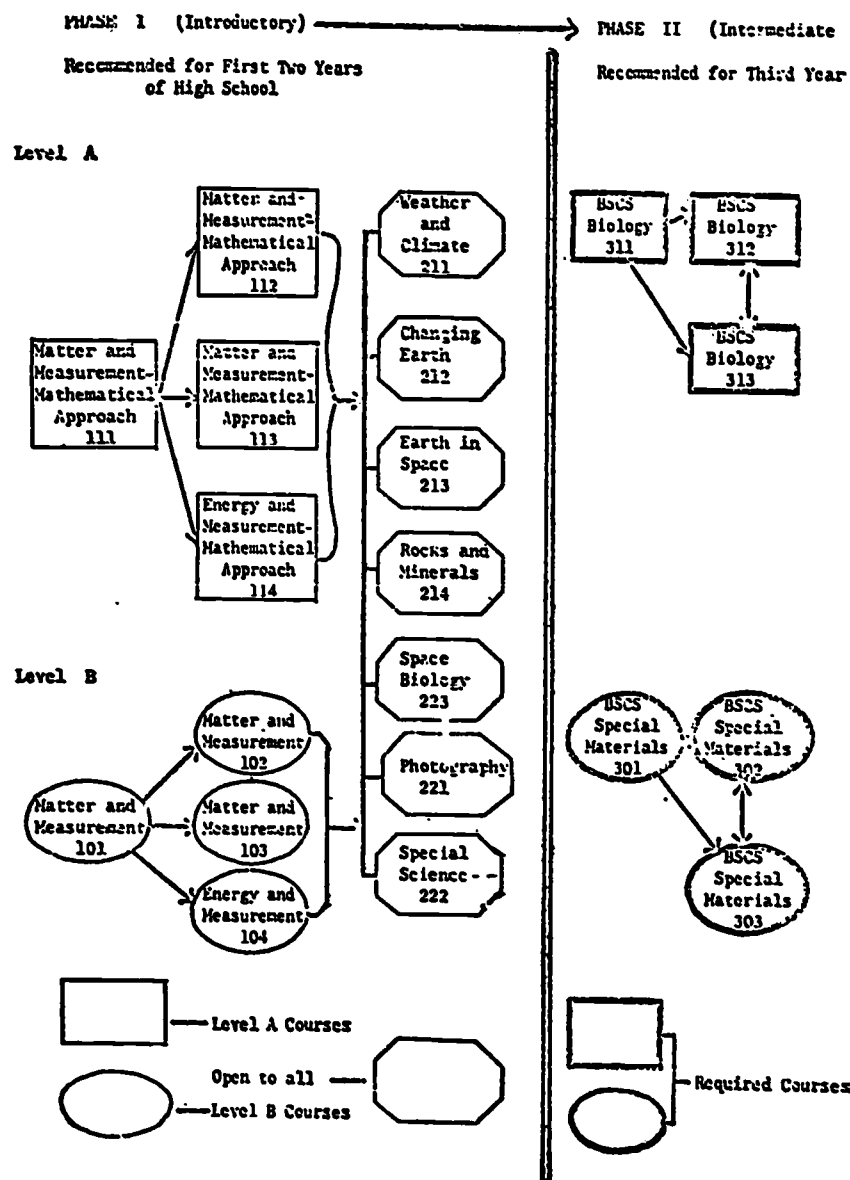 PHASE I (Introductory)
PHASE II (Intermediate
Recommended for First Two Years
of High School
Recommended for Third Year
Level A
Matter and
Measurement-
Mathematical
Approach
111
Matter and
Measurement-
Mathematical
Approach
112
Matter and
Measurement-
Mathematical
Approach
113
Energy and
Measurement-
Mathematical
Approach
114
Weather
and
Climate
211
Changing
Earth
212
Earth in
Space
213
Rocks and
Minerals
214
Space
Biology
223
Photography
221
Special
Science
222
BSCS
Biology
311
BSCS
Biology
312
BSCS
Biology
313
Level B
Matter and
Measurement
101
Matter and
Measurement
102
Matter and
Measurement
103
Energy and
Measurement
104
BSCS
Special
Materials
301
BSCS
Special
Materials
302
BSCS
Special
Materials
303
Level A Courses
Open to all
Level B Courses
Required Courses